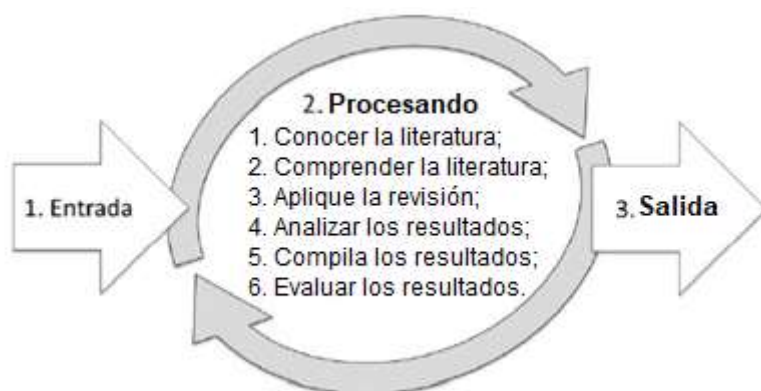 1. Entrada
2. Procesando
1. Conocer la literatura;
2. Comprender la literatura;
3. Aplique la revisión;
4. Analizar los resultados;
5. Compila los resultados;
6. Evaluar los resultados.
3. Salida